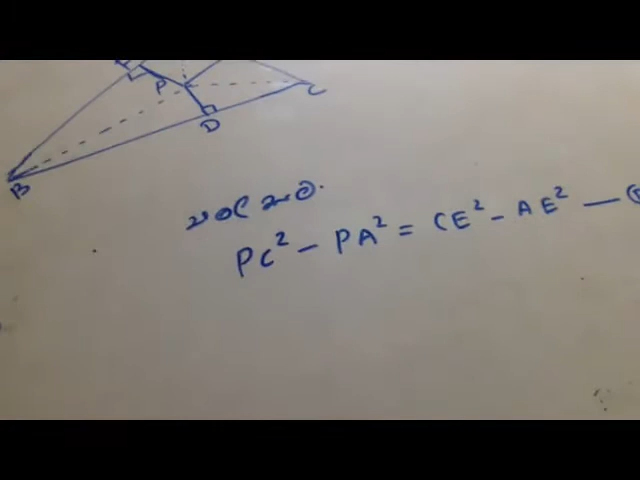 P
C
D
B
PC² - PA² = CE² - AE² —